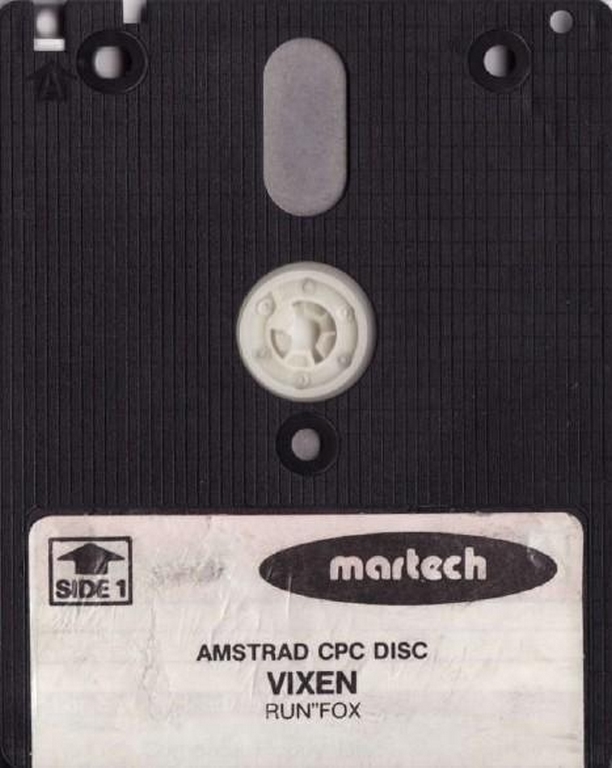 A
SIDE 1
martech
AMSTRAD CPC DISC
VIXEN
RUN"FOX